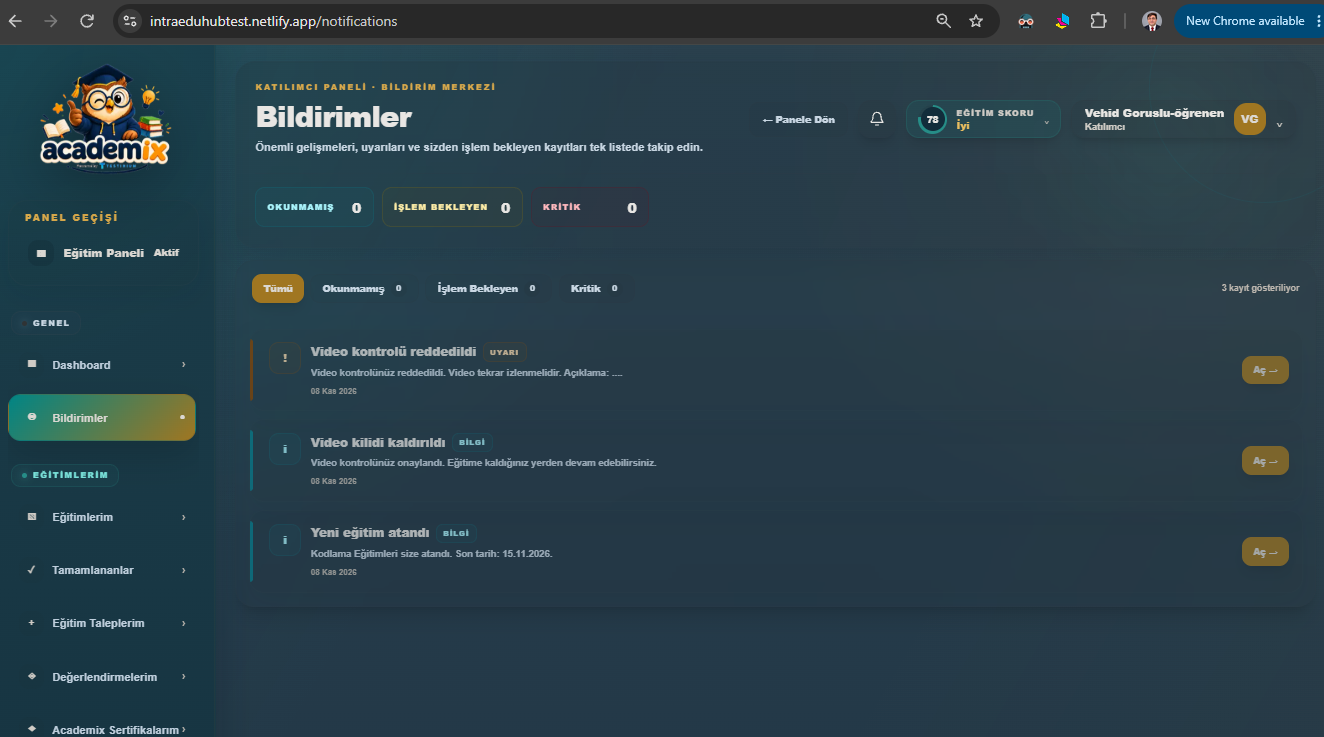 intraeduhubtest.netlify.app/notifications
New Chrome available
academix
PANEL GEÇİŞİ
Eğitim Paneli Aktif
GENEL
Dashboard
Bildirimler
EĞİTİMLERİM
Eğitimlerim
Tamamlananlar
Eğitim Taleplerim
Değerlendirmelerim
Academix Sertifikalarım
KATILIMCI PANELİ · BİLDİRİM MERKEZİ
Bildirimler
Önemli gelişmeleri, uyarıları ve sizden işlem bekleyen kayıtları tek listede takip edin.
← Panele Dön
78
EĞİTİM SKORU
İyi
Vehid Goruslu-öğrenen
Katılımcı
VG
OKUNMAMIŞ 0
İŞLEM BEKLEYEN 0
KRİTİK 0
Tümü
Okunmamış 0
İşlem Bekleyen 0
Kritik 0
3 kayıt gösteriliyor
! Video kontrolü reddedildi UYARI
Video kontrolünüz reddedildi. Video tekrar izlenmelidir. Açıklama: ....
08 Kas 2026
Aç →
i Video kilidi kaldırıldı BİLGİ
Video kontrolünüz onaylandı. Eğitime kaldığınız yerden devam edebilirsiniz.
08 Kas 2026
Aç →
i Yeni eğitim atandı BİLGİ
Kodlama Eğitimleri size atandı. Son tarih: 15.11.2026.
08 Kas 2026
Aç →